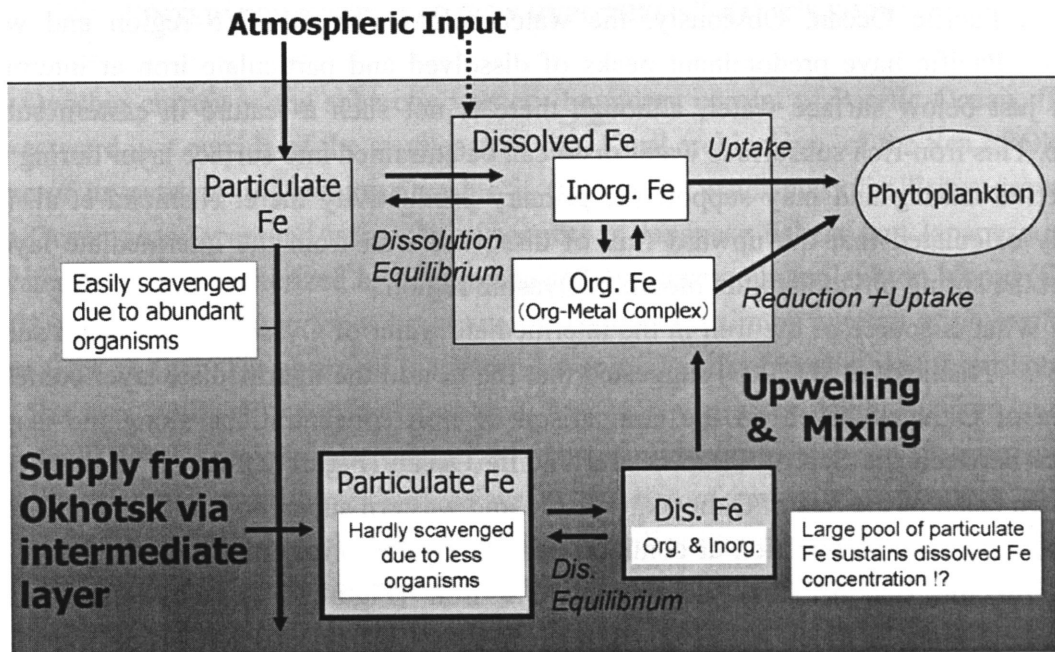 Atmospheric Input
Dissolved Fe
Uptake
Particulate
Fe
Inorg. Fe
Phytoplankton
Dissolution
Equilibrium
Easily scavenged
due to abundant
organisms
Org. Fe
(Org-Metal Complex)
Reduction +Uptake
Upwelling
& Mixing
Supply from
Okhotsk via
intermediate
layer
Particulate Fe
Hardly scavenged
due to less
organisms
Dis. Fe
Org. & Inorg.
Dis.
Equilibrium
Large pool of particulate
Fe sustains dissolved Fe
concentration !?